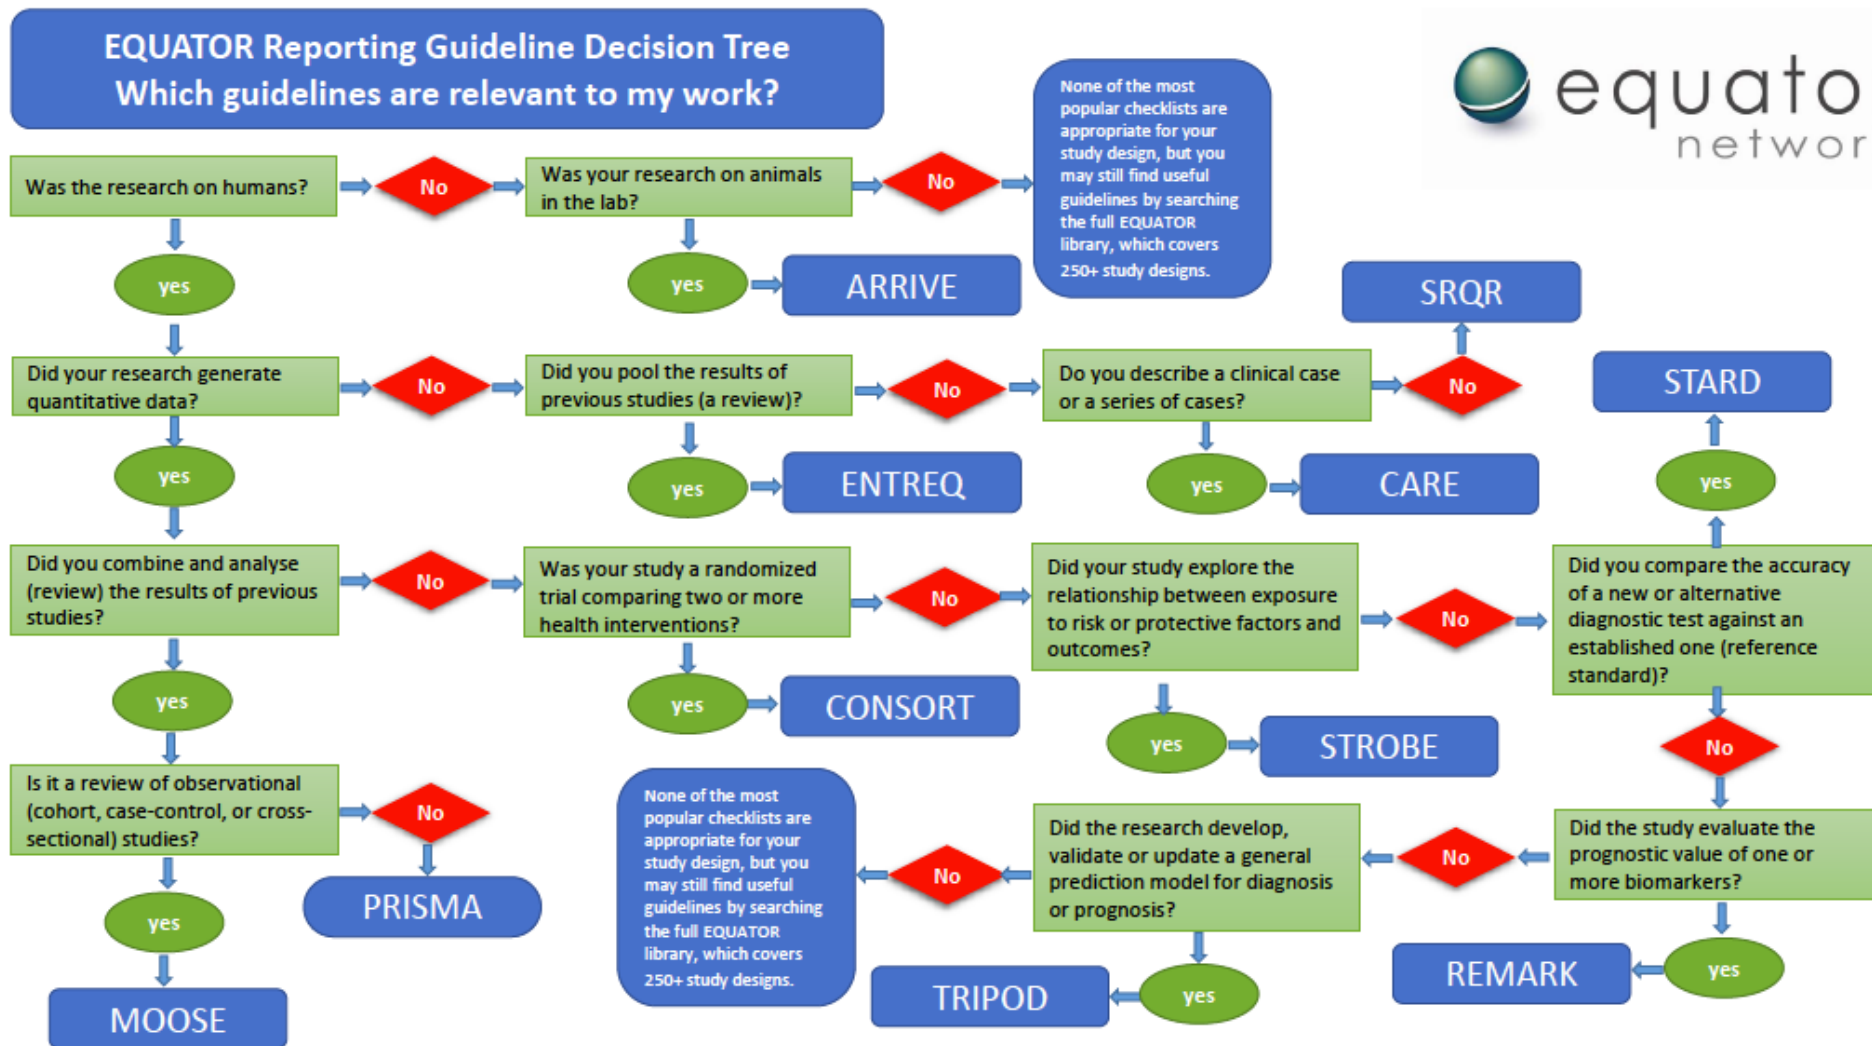 EQUATOR Reporting Guideline Decision Tree
Which guidelines are relevant to my work?
equato
networ
None of the most
popular checklists are
appropriate for your
study design, but you
may still find useful
guidelines by searching
the full EQUATOR
library, which covers
250+ study designs.
Was the research on humans?
No
Was your research on animals
in the lab?
No
yes
yes
ARRIVE
SRQR
Did your research generate
quantitative data?
No
Did you pool the results of
previous studies (a review)?
No
Do you describe a clinical case
or a series of cases?
No
STARD
yes
yes
ENTREQ
yes
CARE
yes
Did you combine and analyse
(review) the results of previous
studies?
No
Was your study a randomized
trial comparing two or more
health interventions?
No
Did your study explore the
relationship between exposure
to risk or protective factors and
outcomes?
No
Did you compare the accuracy
of a new or alternative
diagnostic test against an
established one (reference
standard)?
yes
yes
CONSORT
yes
STROBE
No
Is it a review of observational
(cohort, case-control, or cross-
sectional) studies?
No
PRISMA
None of the most
popular checklists are
appropriate for your
study design, but you
may still find useful
guidelines by searching
the full EQUATOR
library, which covers
250+ study designs.
No
Did the research develop,
validate or update a general
prediction model for diagnosis
or prognosis?
No
Did the study evaluate the
prognostic value of one or
more biomarkers?
yes
MOOSE
TRIPOD
yes
REMARK
yes